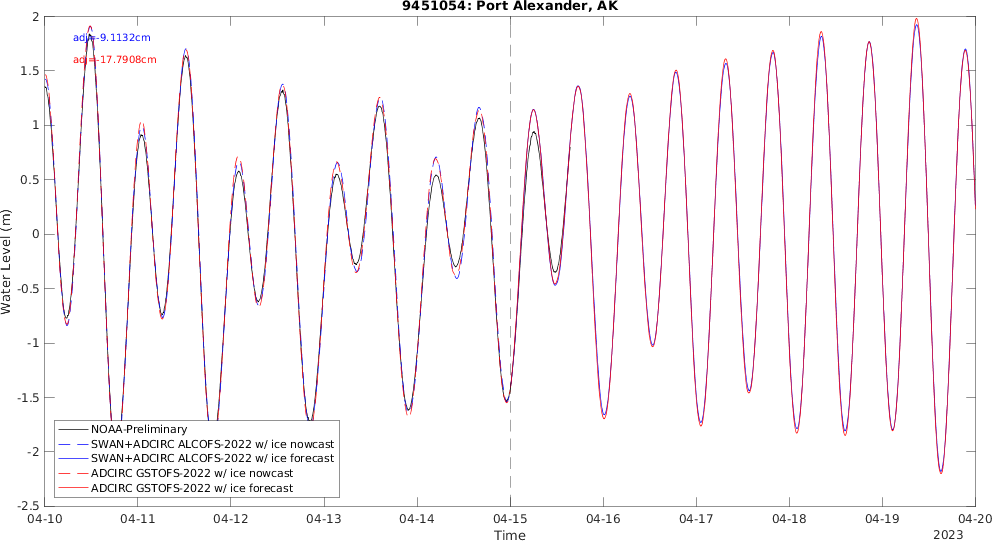 9451054: Port Alexander, AK
adj=-9.1132cm
adj=-17.7908cm
Water Level (m)
2
1.5
1
0.5
0
-0.5
-1
-1.5
-2
-2.5
NOAA-Preliminary
SWAN+ADCIRC ALCOFS-2022 w/ ice nowcast
SWAN+ADCIRC ALCOFS-2022 w/ ice forecast
ADCIRC GSTOFS-2022 w/ ice nowcast
ADCIRC GSTOFS-2022 w/ ice forecast
04-10 04-11 04-12 04-13 04-14 04-15 04-16 04-17 04-18 04-19 04-20
Time
2023